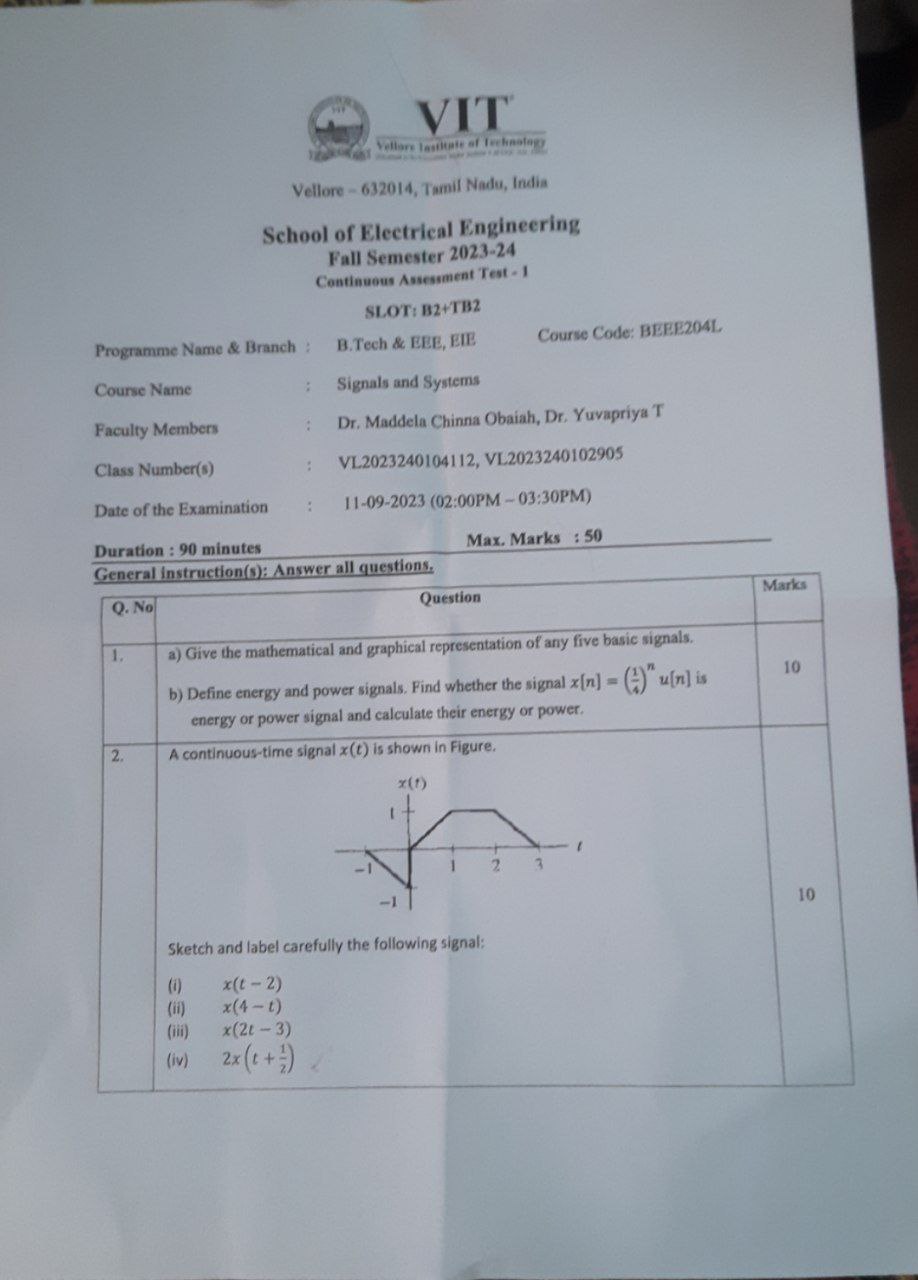 VIT
Vellore Institute of Technology
Vellore – 632014, Tamil Nadu, India
School of Electrical Engineering
Fall Semester 2023-24
Continuous Assessment Test - 1
SLOT: B2+TB2
Programme Name & Branch : B.Tech & EEE, EIE Course Code: BEEE204L
Course Name : Signals and Systems
Faculty Members : Dr. Maddela Chinna Obaiah, Dr. Yuvapriya T
Class Number(s) : VL2023240104112, VL2023240102905
Date of the Examination : 11-09-2023 (02:00PM – 03:30PM)
Duration : 90 minutes Max. Marks : 50
General instruction(s): Answer all questions.
Q. No Question Marks
1. a) Give the mathematical and graphical representation of any five basic signals. 10
b) Define energy and power signals. Find whether the signal x[n] = (1/4)^n u[n] is
energy or power signal and calculate their energy or power.
2. A continuous-time signal x(t) is shown in Figure. 10
x(t)
1
-1 1 2 3 t
-1
Sketch and label carefully the following signal:
(i) x(t − 2)
(ii) x(4 − t)
(iii) x(2t − 3)
(iv) 2x(t + 1/2)